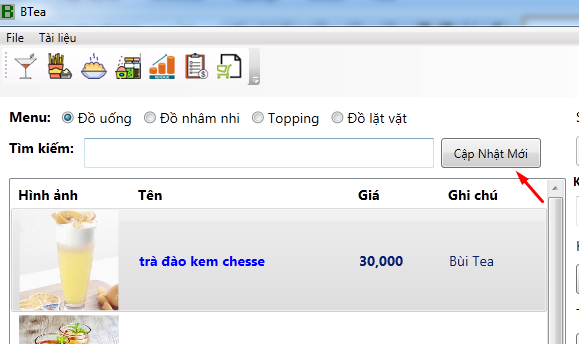 BTea
File Tài liệu
Menu: Đồ uống Đồ nhâm nhi Topping Đồ lặt vặt
Tìm kiếm: Cập Nhật Mới
Hình ảnh Tên Giá Ghi chú
trà đào kem chesse 30,000 Bùi Tea